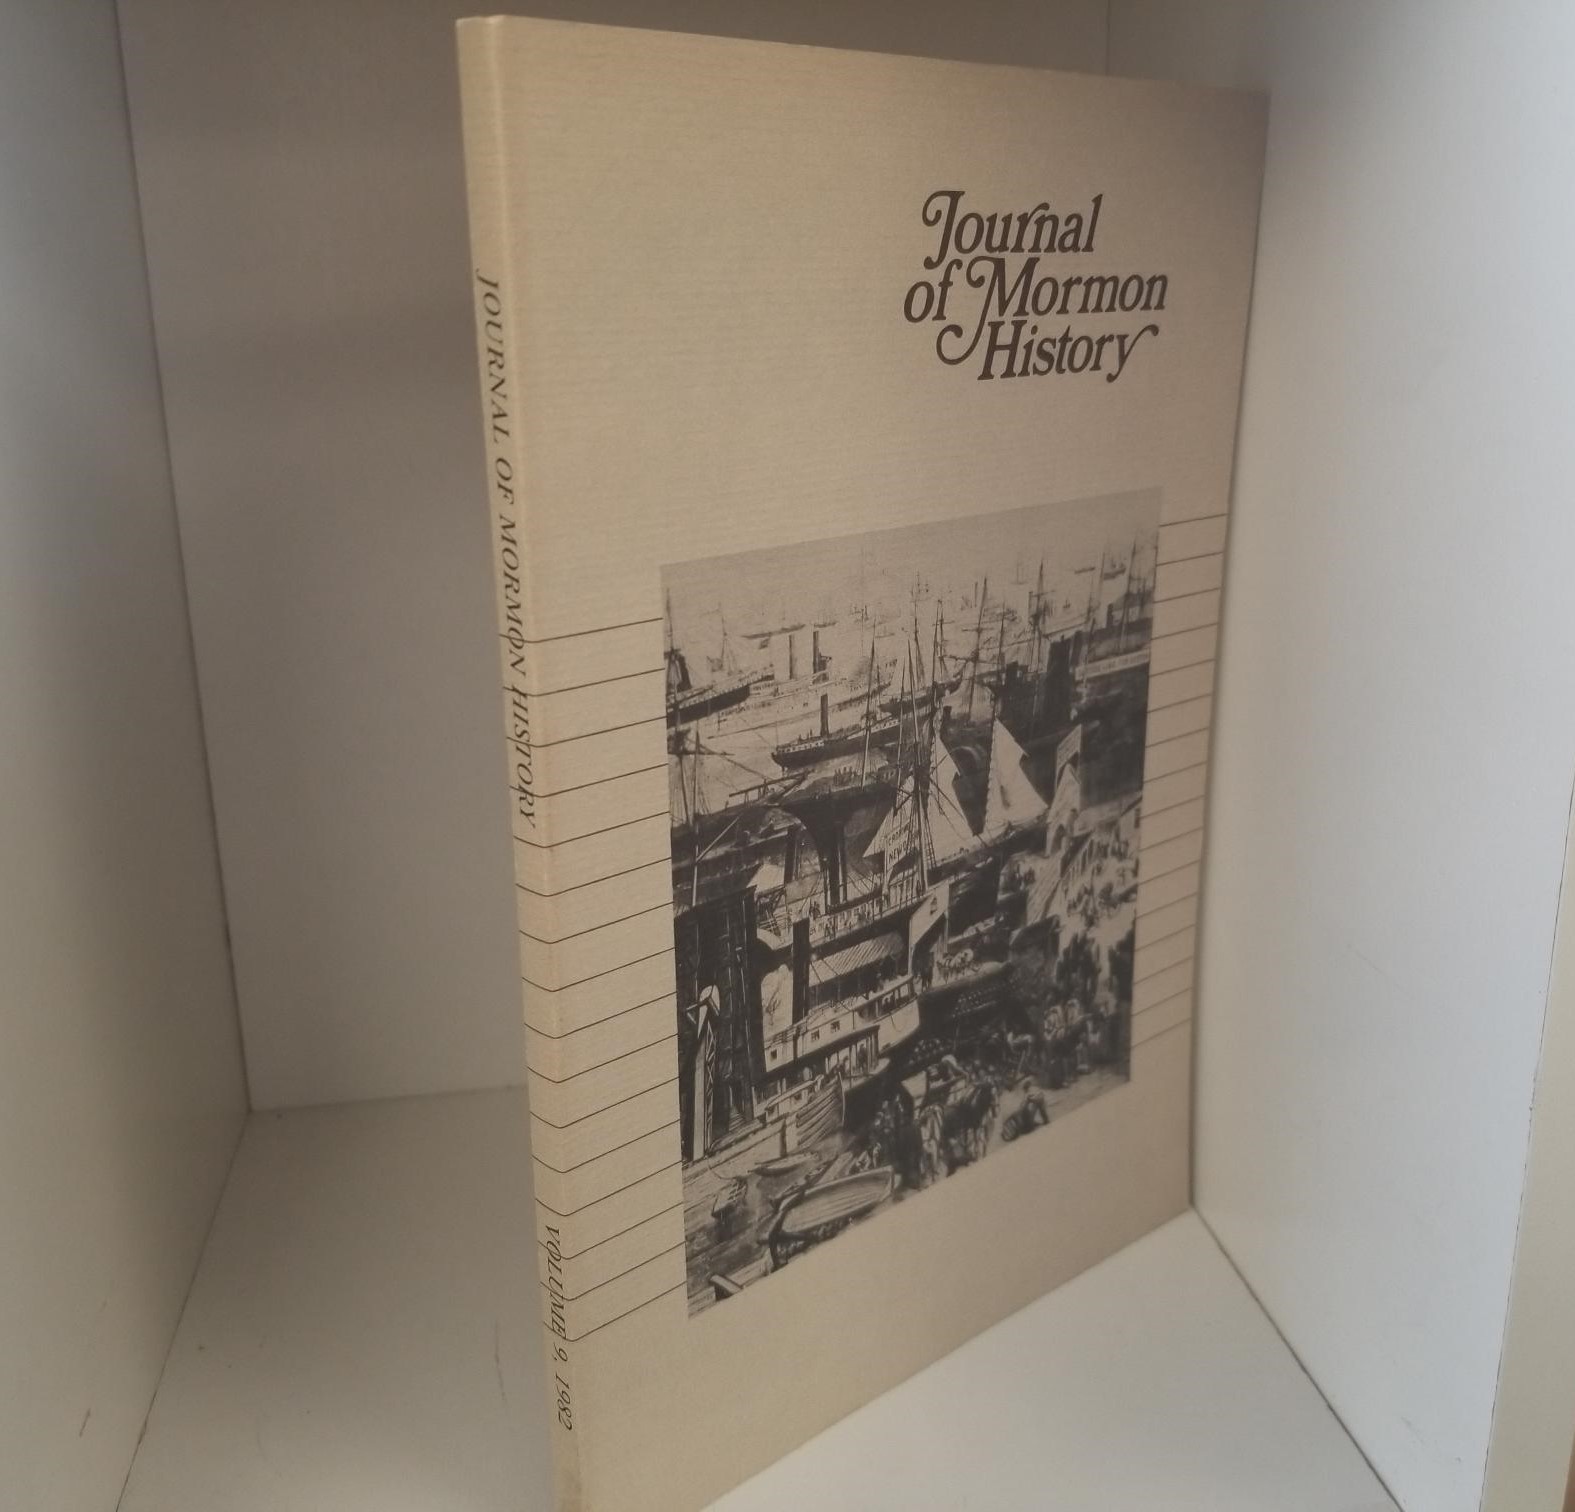 Journal
of Mormon
History
JOURNAL OF MORMON HISTORY
VOLUME 9, 1982